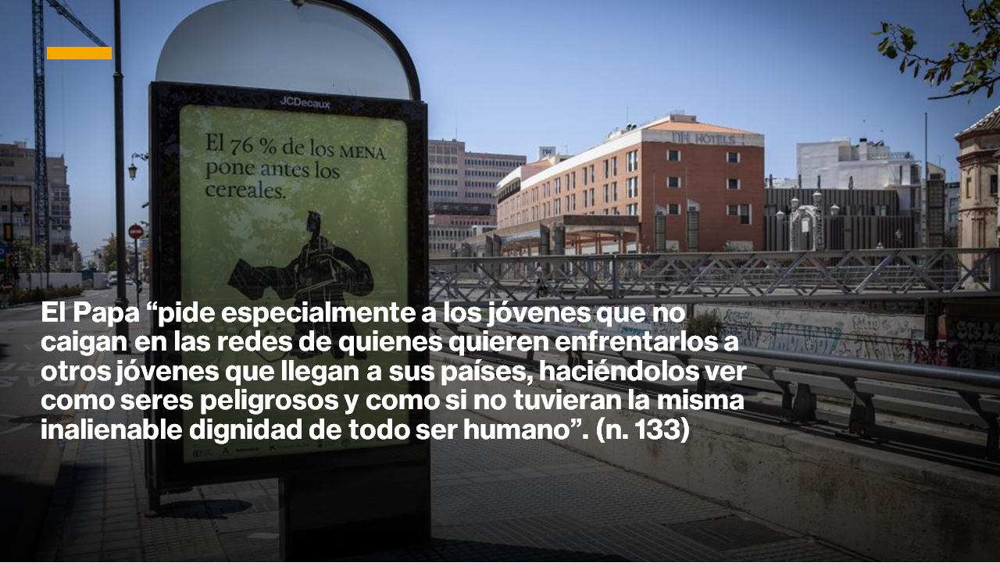 JCDecaux
El 76 % de los MENA
pone antes los
cereales.
NH HOTELS
El Papa “pide especialmente a los jóvenes que no
caigan en las redes de quienes quieren enfrentarlos a
otros jóvenes que llegan a sus países, haciéndolos ver
como seres peligrosos y como si no tuvieran la misma
inalienable dignidad de todo ser humano”. (n. 133)